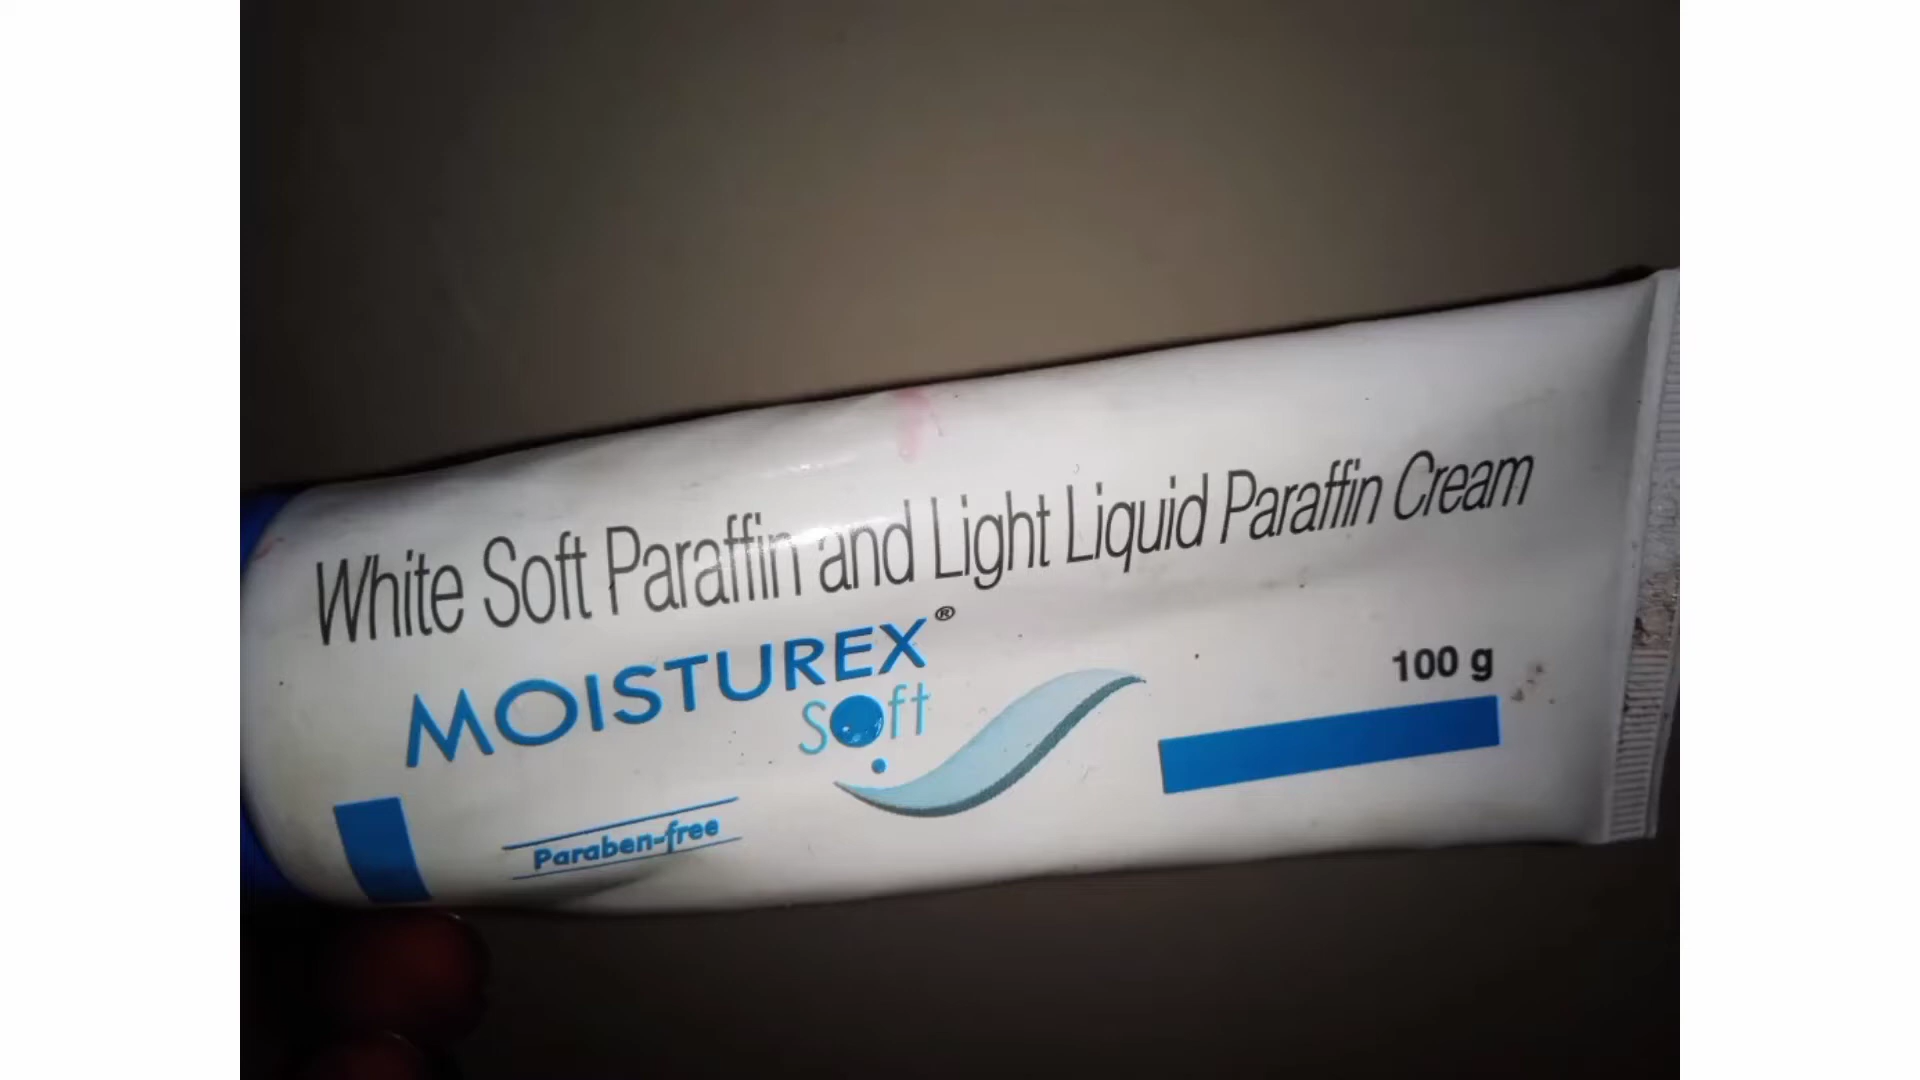 White Soft Paraffin and Light Liquid Paraffin Cream
MOISTUREX®
Soft
100 g
Paraben-free